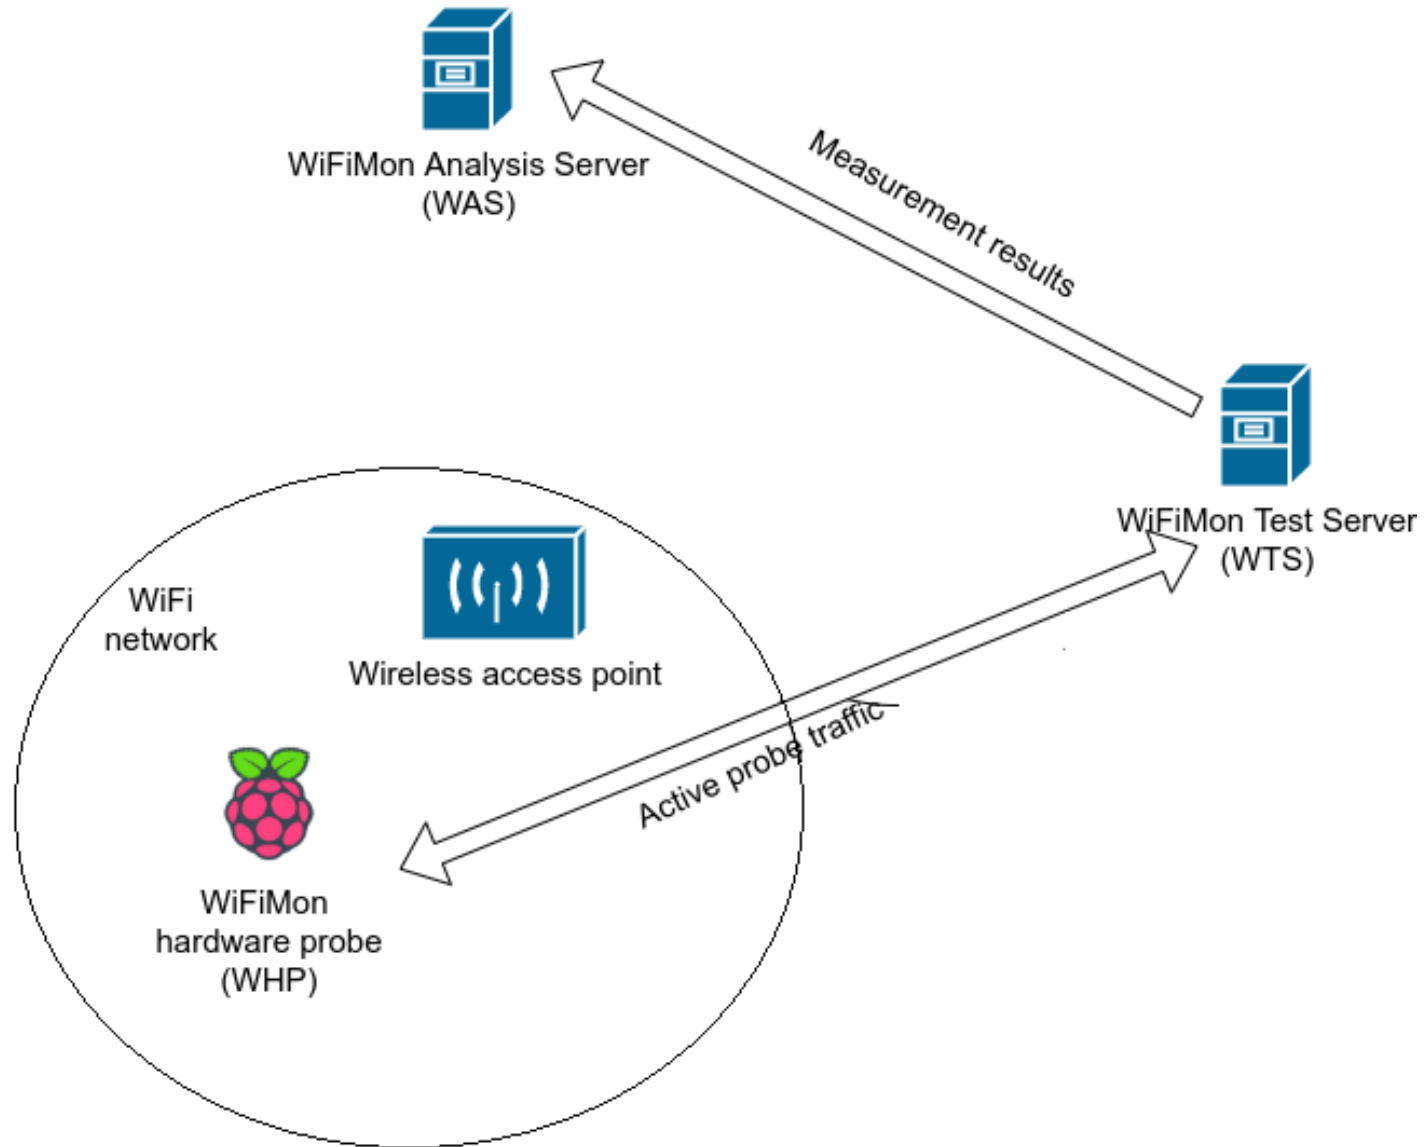 WiFiMon Analysis Server
(WAS)
Measurement results
WiFiMon Test Server
(WTS)
WiFi
network
Wireless access point
Active probe traffic
WiFiMon
hardware probe
(WHP)